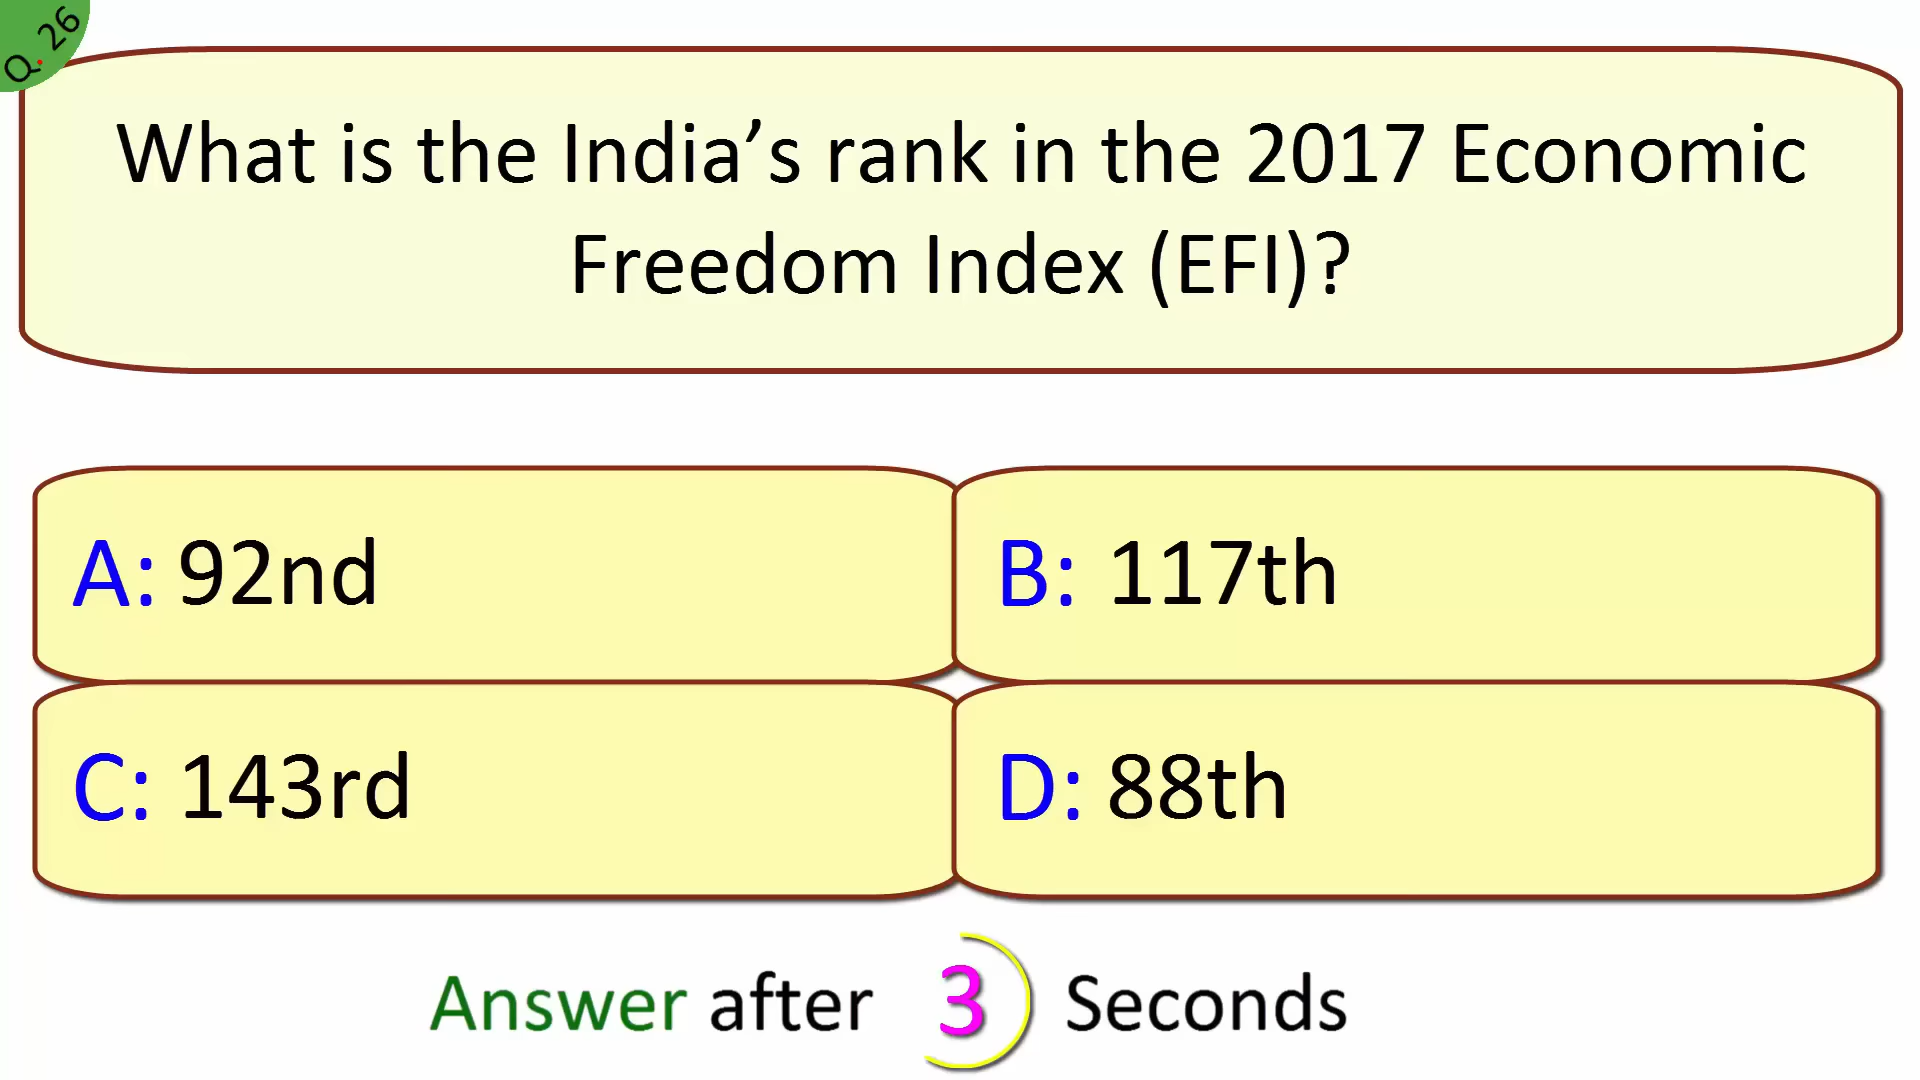 Q. 26
What is the India’s rank in the 2017 Economic
Freedom Index (EFI)?
A: 92nd
B: 117th
C: 143rd
D: 88th
Answer after 3 Seconds